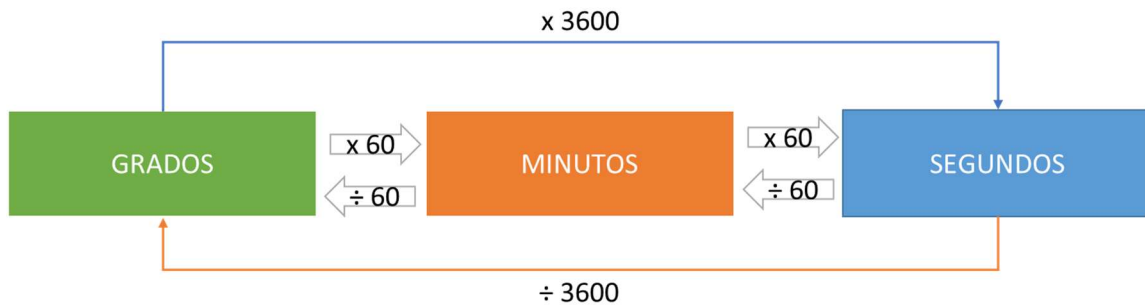 x 3600
GRADOS
x 60
÷ 60
MINUTOS
x 60
÷ 60
SEGUNDOS
÷ 3600